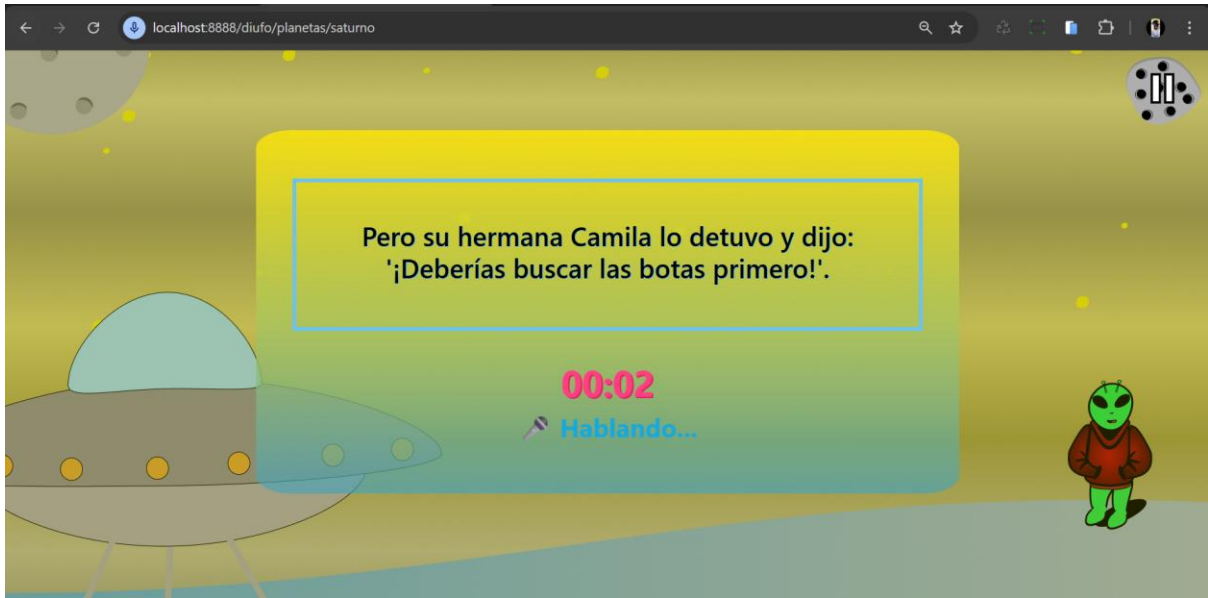 localhost:8888/diufo/planetas/saturno
Pero su hermana Camila lo detuvo y dijo:
'¡Deberías buscar las botas primero!'.
00:02
Hablando...